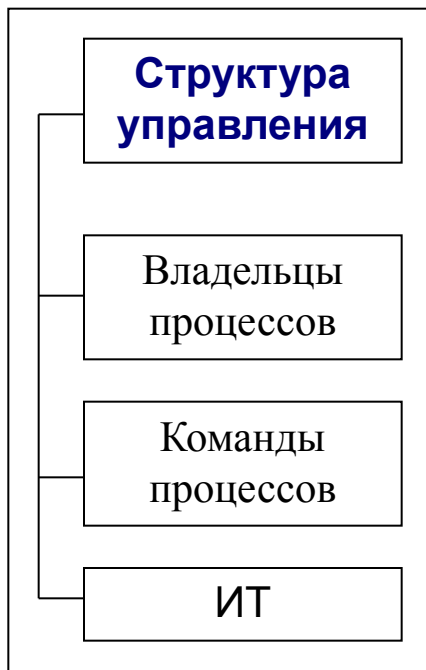 Структура
управления
Владельцы
процессов
Команды
процессов
ИТ